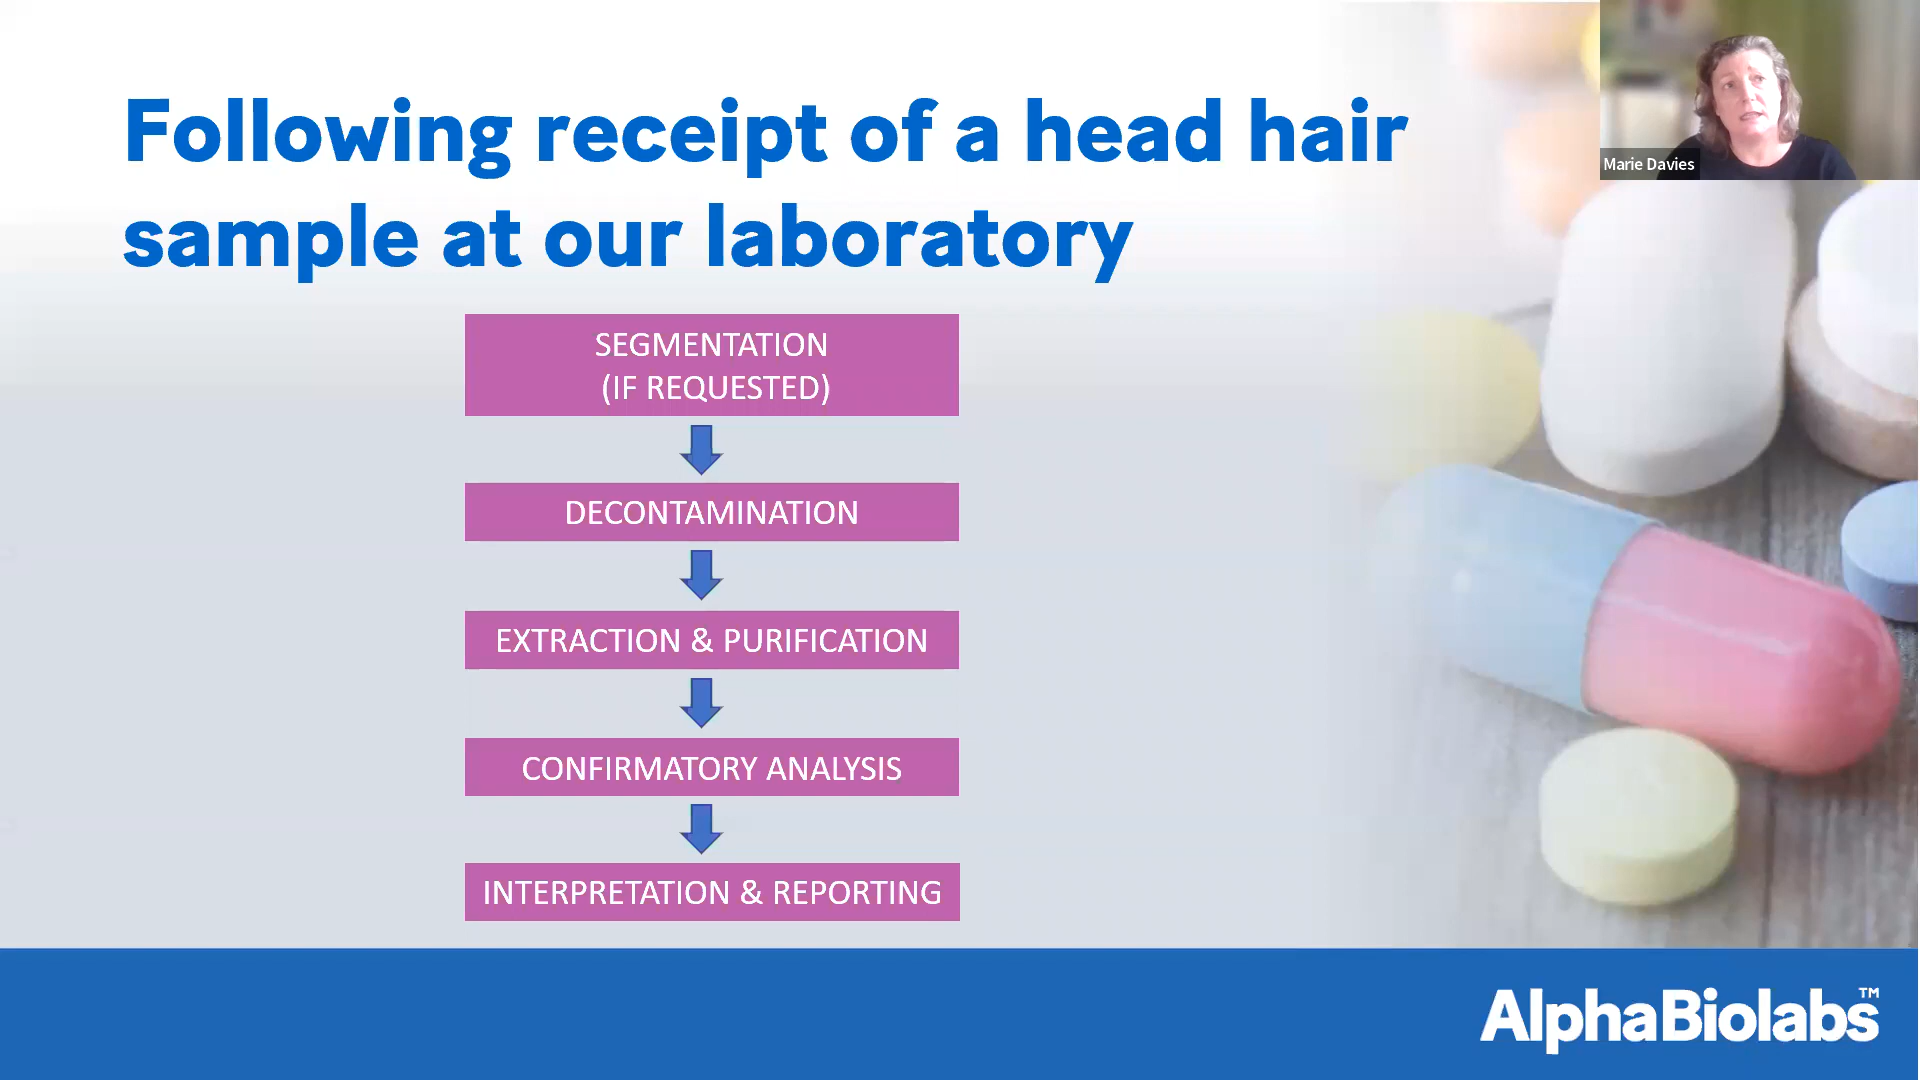 Following receipt of a head hair
sample at our laboratory
Marie Davies
SEGMENTATION
(IF REQUESTED)
DECONTAMINATION
EXTRACTION & PURIFICATION
CONFIRMATORY ANALYSIS
INTERPRETATION & REPORTING
AlphaBiolabs™